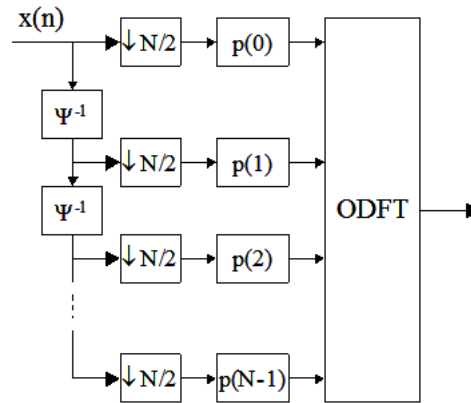 x(n)
↓ N/2 p(0)
Ψ⁻¹
↓ N/2 p(1)
ODFT
Ψ⁻¹
↓ N/2 p(2)
↓ N/2 p(N-1)